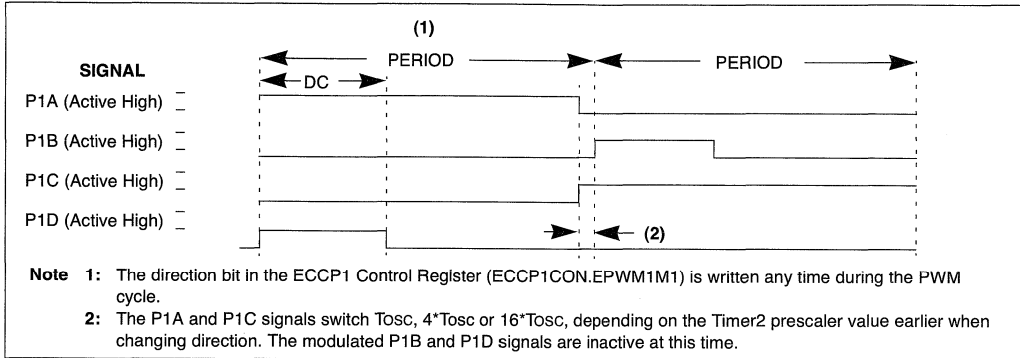 (1)
PERIOD PERIOD
SIGNAL
DC
P1A (Active High)
P1B (Active High)
P1C (Active High)
P1D (Active High)
(2)
Note 1: The direction bit in the ECCP1 Control Register (ECCP1CON.EPWM1M1) is written any time during the PWM
cycle.
2: The P1A and P1C signals switch TOSC, 4*Tosc or 16*TOSC, depending on the Timer2 prescaler value earlier when
changing direction. The modulated P1B and P1D signals are inactive at this time.